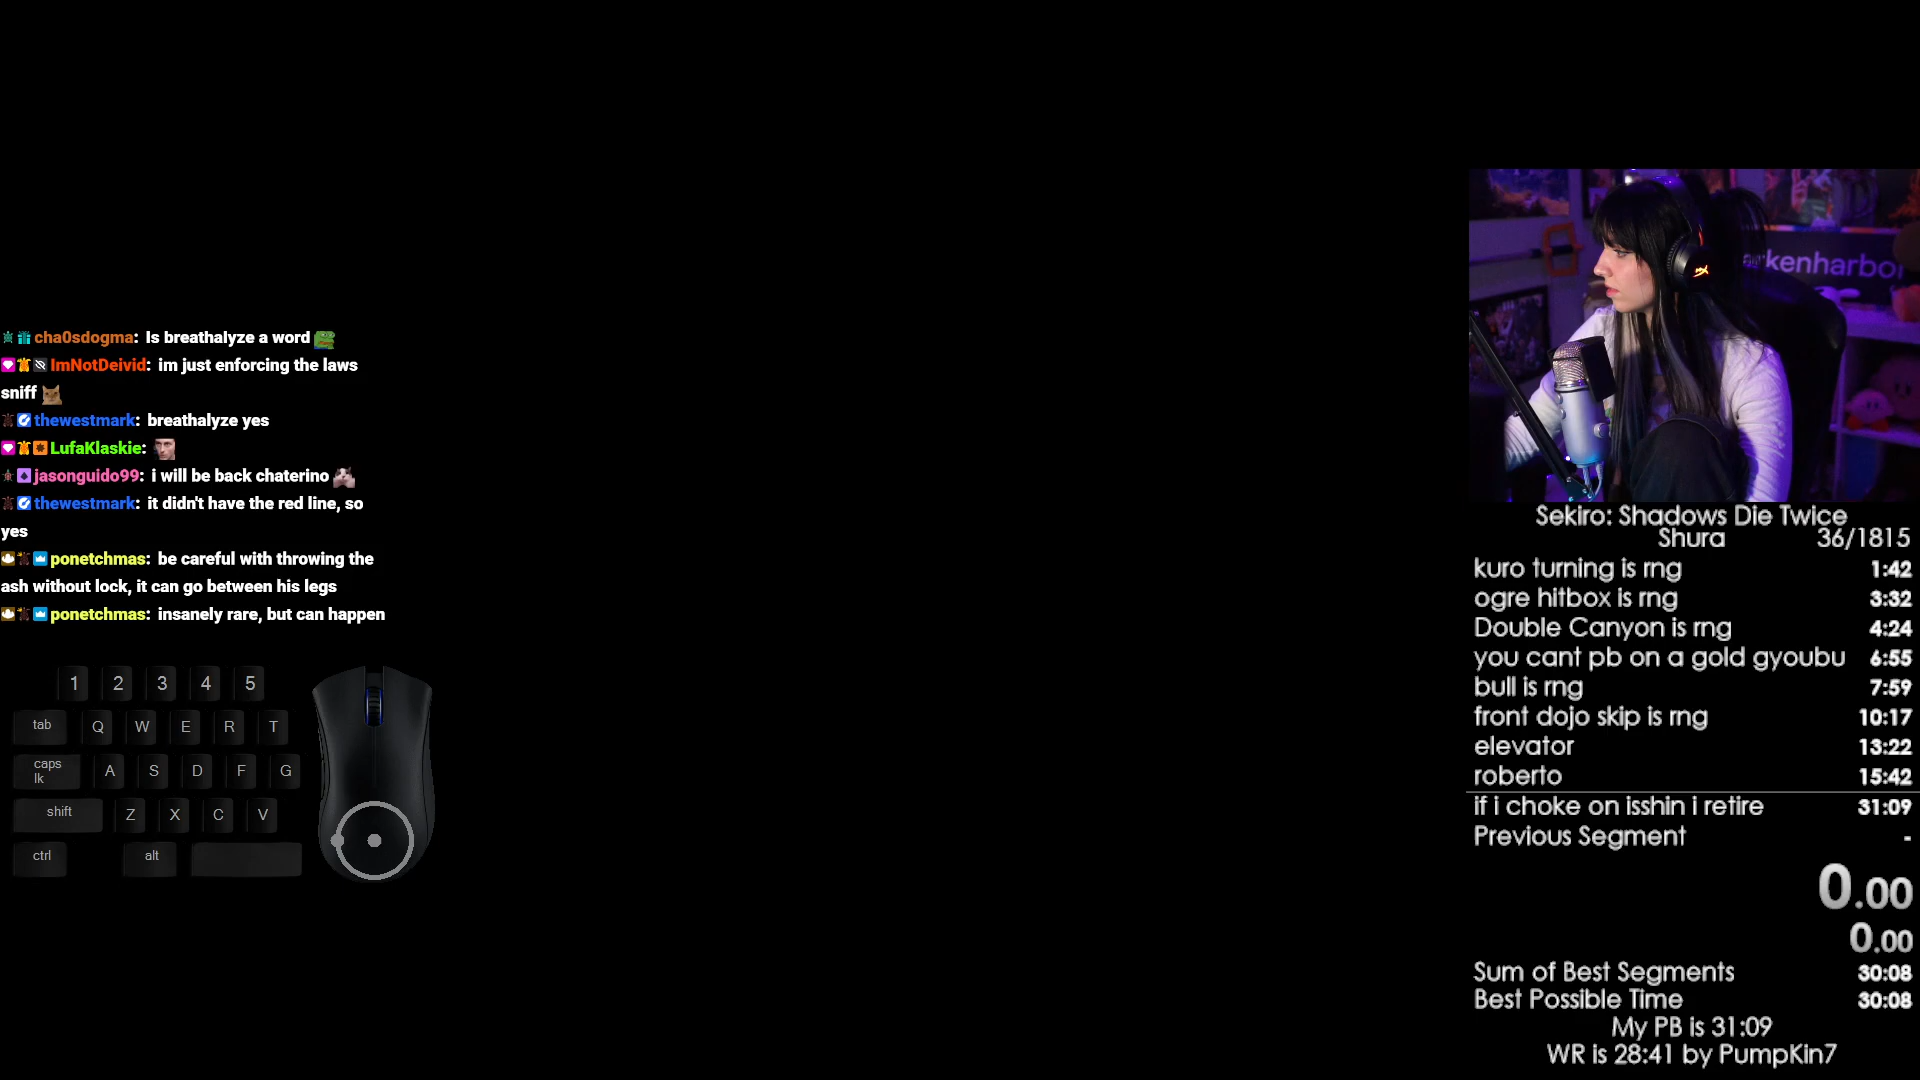 cha0sdogma: Is breathalyze a word
ImNotDeivid: im just enforcing the laws
sniff
thewestmark: breathalyze yes
LufaKlaskie:
jasonguido99: i will be back chaterino
thewestmark: it didn't have the red line, so
yes
ponetchmas: be careful with throwing the
ash without lock, it can go between his legs
ponetchmas: insanely rare, but can happen
1 2 3 4 5
tab Q W E R T
caps
lk A S D F G
shift Z X C V
ctrl alt
kenharbo
Sekiro: Shadows Die Twice
Shura 36/1815
kuro turning is rng 1:42
ogre hitbox is rng 3:32
Double Canyon is rng 4:24
you cant pb on a gold gyoubu 6:55
bull is rng 7:59
front dojo skip is rng 10:17
elevator 13:22
roberto 15:42
if i choke on isshin i retire 31:09
Previous Segment -
0.00
0.00
Sum of Best Segments 30:08
Best Possible Time 30:08
My PB is 31:09
WR is 28:41 by PumpKin7